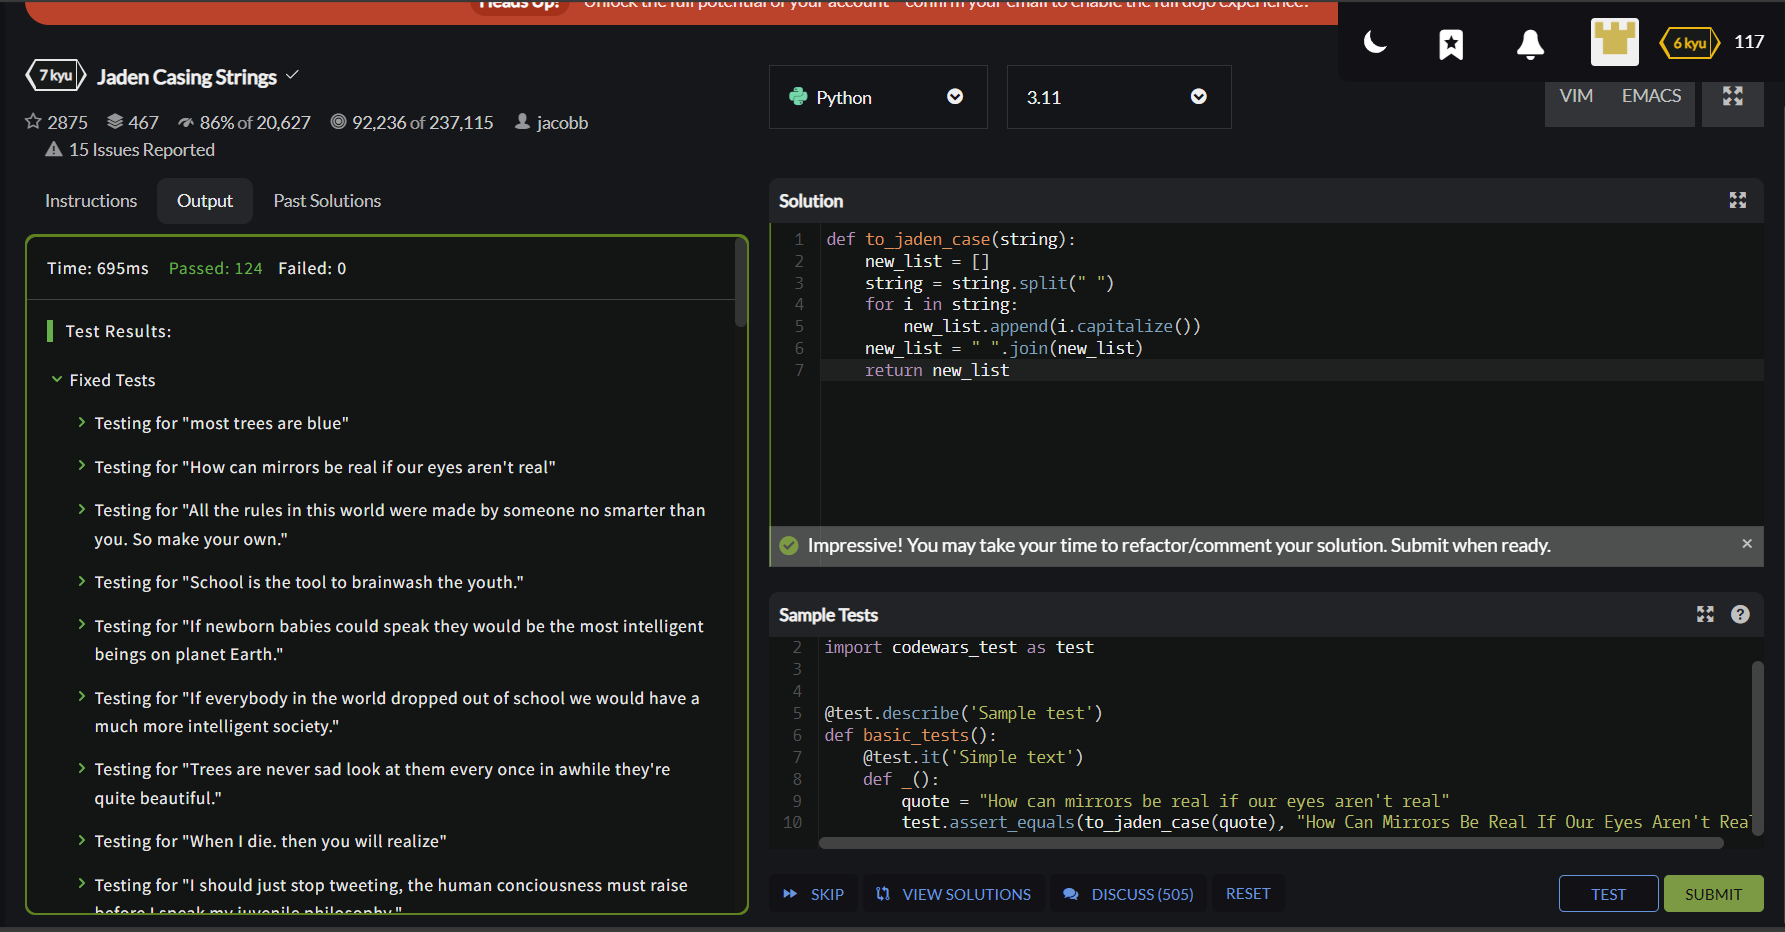 Heads Up! Unlock the full potential of your account - confirm your email to enable the full dojo experience!
6 kyu 117
7 kyu Jaden Casing Strings
2875 467 86% of 20,627 92,236 of 237,115 jacobb
15 Issues Reported
Python 3.11 VIM EMACS
Instructions Output Past Solutions
Time: 695ms Passed: 124 Failed: 0
Test Results:
Fixed Tests
Testing for "most trees are blue"
Testing for "How can mirrors be real if our eyes aren't real"
Testing for "All the rules in this world were made by someone no smarter than
you. So make your own."
Testing for "School is the tool to brainwash the youth."
Testing for "If newborn babies could speak they would be the most intelligent
beings on planet Earth."
Testing for "If everybody in the world dropped out of school we would have a
much more intelligent society."
Testing for "Trees are never sad look at them every once in awhile they're
quite beautiful."
Testing for "When I die. then you will realize"
Testing for "I should just stop tweeting, the human conciousness must raise
before I speak my juvenile philosophy."
Solution
1 def to_jaden_case(string):
2 new_list = []
3 string = string.split(" ")
4 for i in string:
5 new_list.append(i.capitalize())
6 new_list = " ".join(new_list)
7 return new_list
Impressive! You may take your time to refactor/comment your solution. Submit when ready.
Sample Tests
2 import codewars_test as test
3
4
5 @test.describe('Sample test')
6 def basic_tests():
7 @test.it('Simple text')
8 def _():
9 quote = "How can mirrors be real if our eyes aren't real"
10 test.assert_equals(to_jaden_case(quote), "How Can Mirrors Be Real If Our Eyes Aren't Real
SKIP VIEW SOLUTIONS DISCUSS (505) RESET TEST SUBMIT